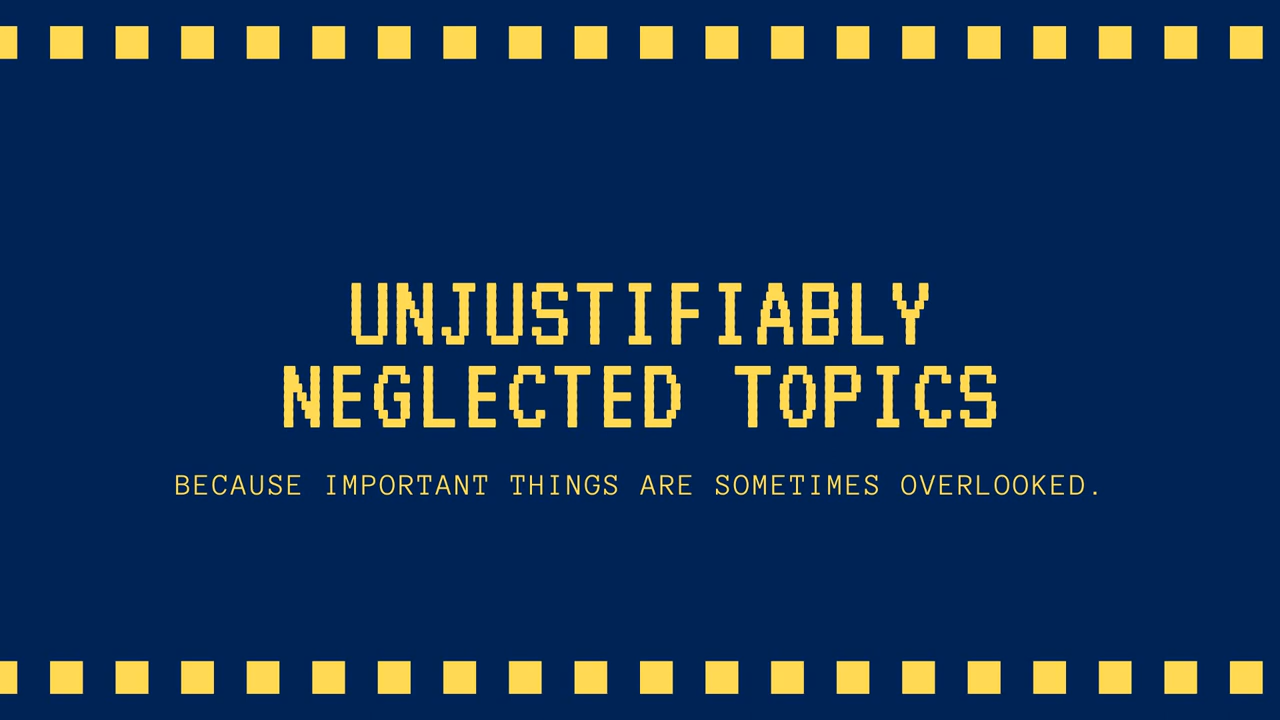 UNJUSTIFIABLY
NEGLECTED TOPICS
BECAUSE IMPORTANT THINGS ARE SOMETIMES OVERLOOKED.